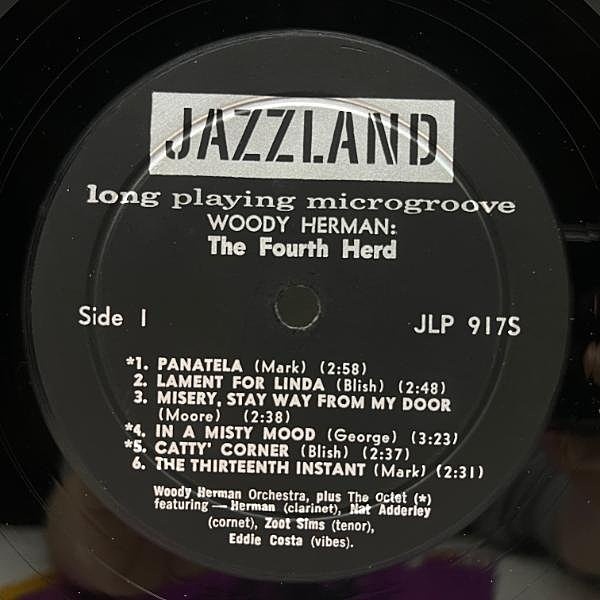 JAZZLAND
long playing microgroove
WOODY HERMAN:
The Fourth Herd
Side 1
JLP 917S
*1. PANATELA (Mark) (2:58)
2. LAMENT FOR LINDA (Blish) (2:48)
3. MISERY, STAY WAY FROM MY DOOR
(Moore) (2:38)
*4. IN A MISTY MOOD (George) (3:23)
*5. CATTY' CORNER (Blish) (2:37)
6. THE THIRTEENTH INSTANT (Mark) (2:31)
Woody Herman Orchestra, plus The Octet (*)
featuring — Herman (clarinet), Nat Adderley
(cornet), Zoot Sims (tenor),
Eddie Costa (vibes).